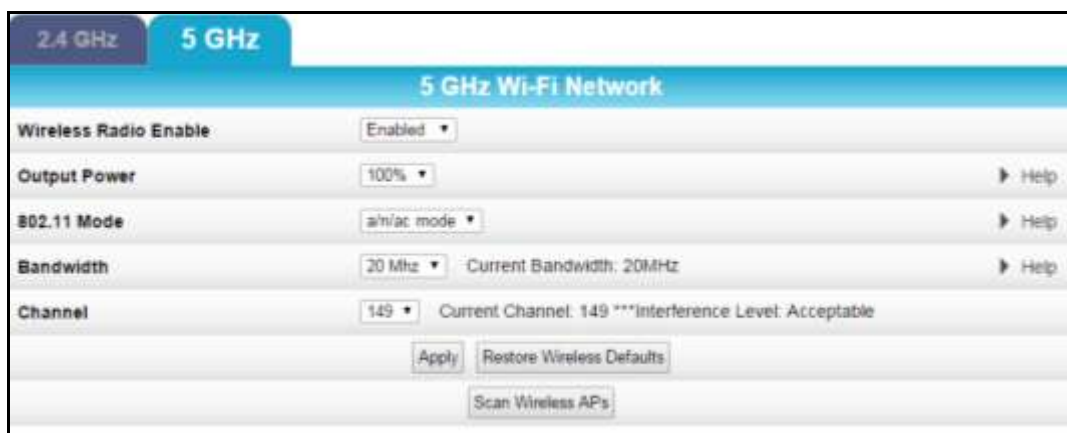 2.4 GHz 5 GHz
5 GHz Wi-Fi Network
Wireless Radio Enable Enabled
Output Power 100% Help
802.11 Mode a/n/ac mode Help
Bandwidth 20 Mhz Current Bandwidth: 20MHz Help
Channel 149 Current Channel: 149 ***Interference Level: Acceptable
Apply Restore Wireless Defaults
Scan Wireless APs